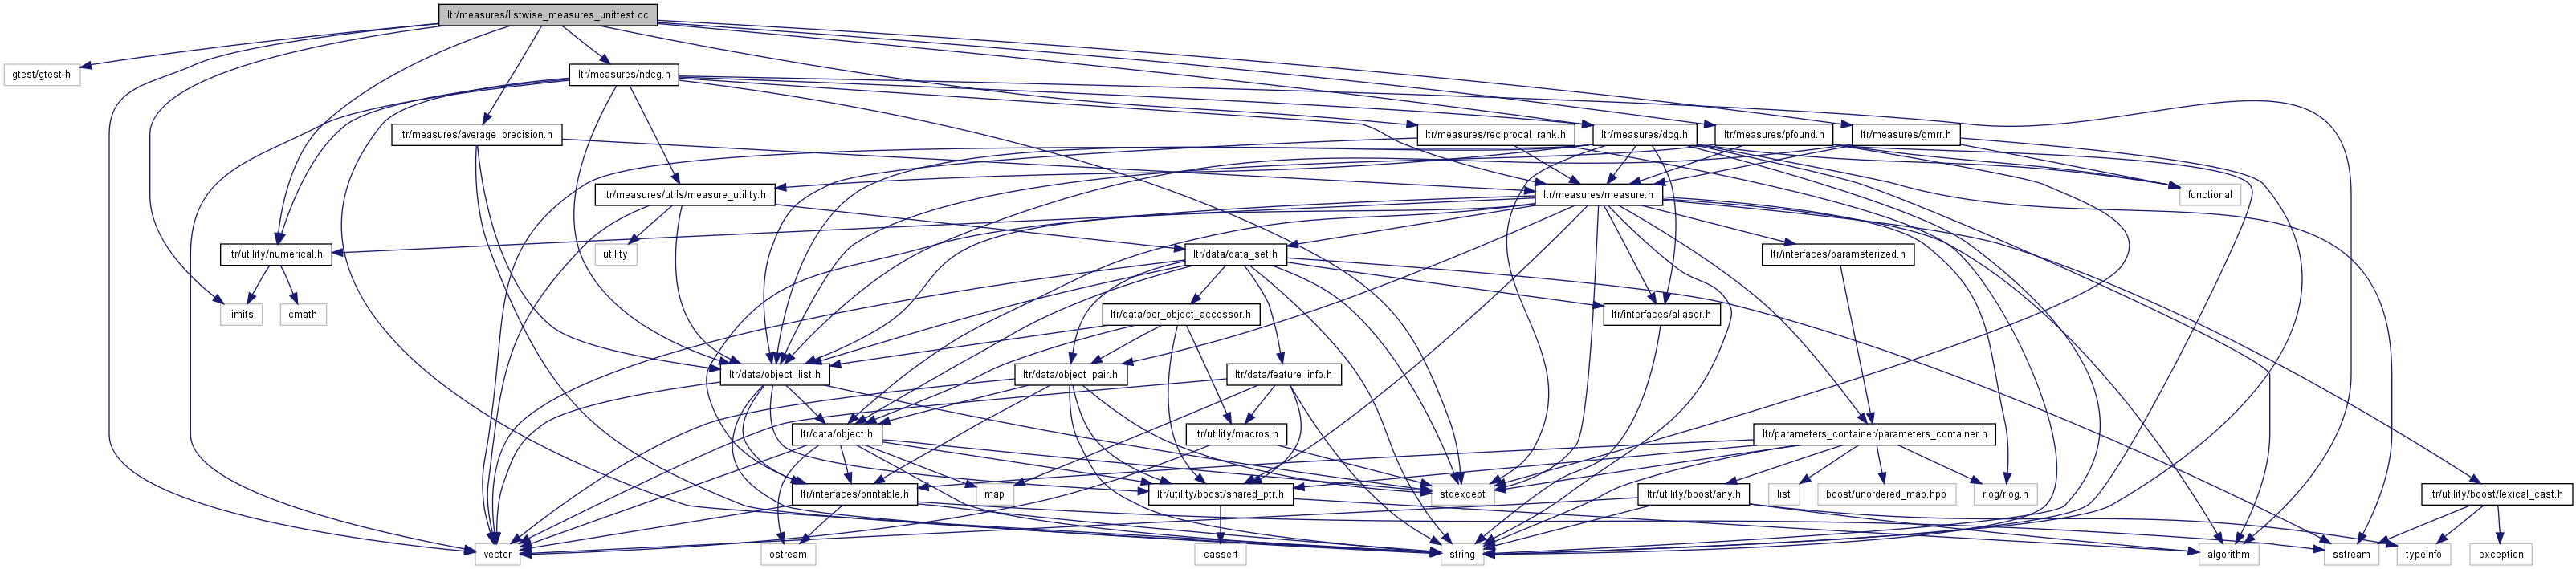 ltr/measures/listwise_measures_unittest.cc
gtest/gtest.h
ltr/measures/ndcg.h
ltr/measures/average_precision.h
ltr/measures/reciprocal_rank.h
ltr/measures/dcg.h
ltr/measures/pfound.h
ltr/measures/gmrr.h
ltr/measures/utils/measure_utility.h
ltr/measures/measure.h
functional
ltr/utility/numerical.h
utility
ltr/data/data_set.h
ltr/interfaces/parameterized.h
limits
cmath
ltr/data/per_object_accessor.h
ltr/interfaces/aliaser.h
ltr/data/object_list.h
ltr/data/object_pair.h
ltr/data/feature_info.h
ltr/data/object.h
ltr/utility/macros.h
ltr/parameters_container/parameters_container.h
ltr/interfaces/printable.h
map
ltr/utility/boost/shared_ptr.h
stdexcept
ltr/utility/boost/any.h
list
boost/unordered_map.hpp
rlog/rlog.h
ltr/utility/boost/lexical_cast.h
vector
ostream
cassert
string
algorithm
sstream
typeinfo
exception